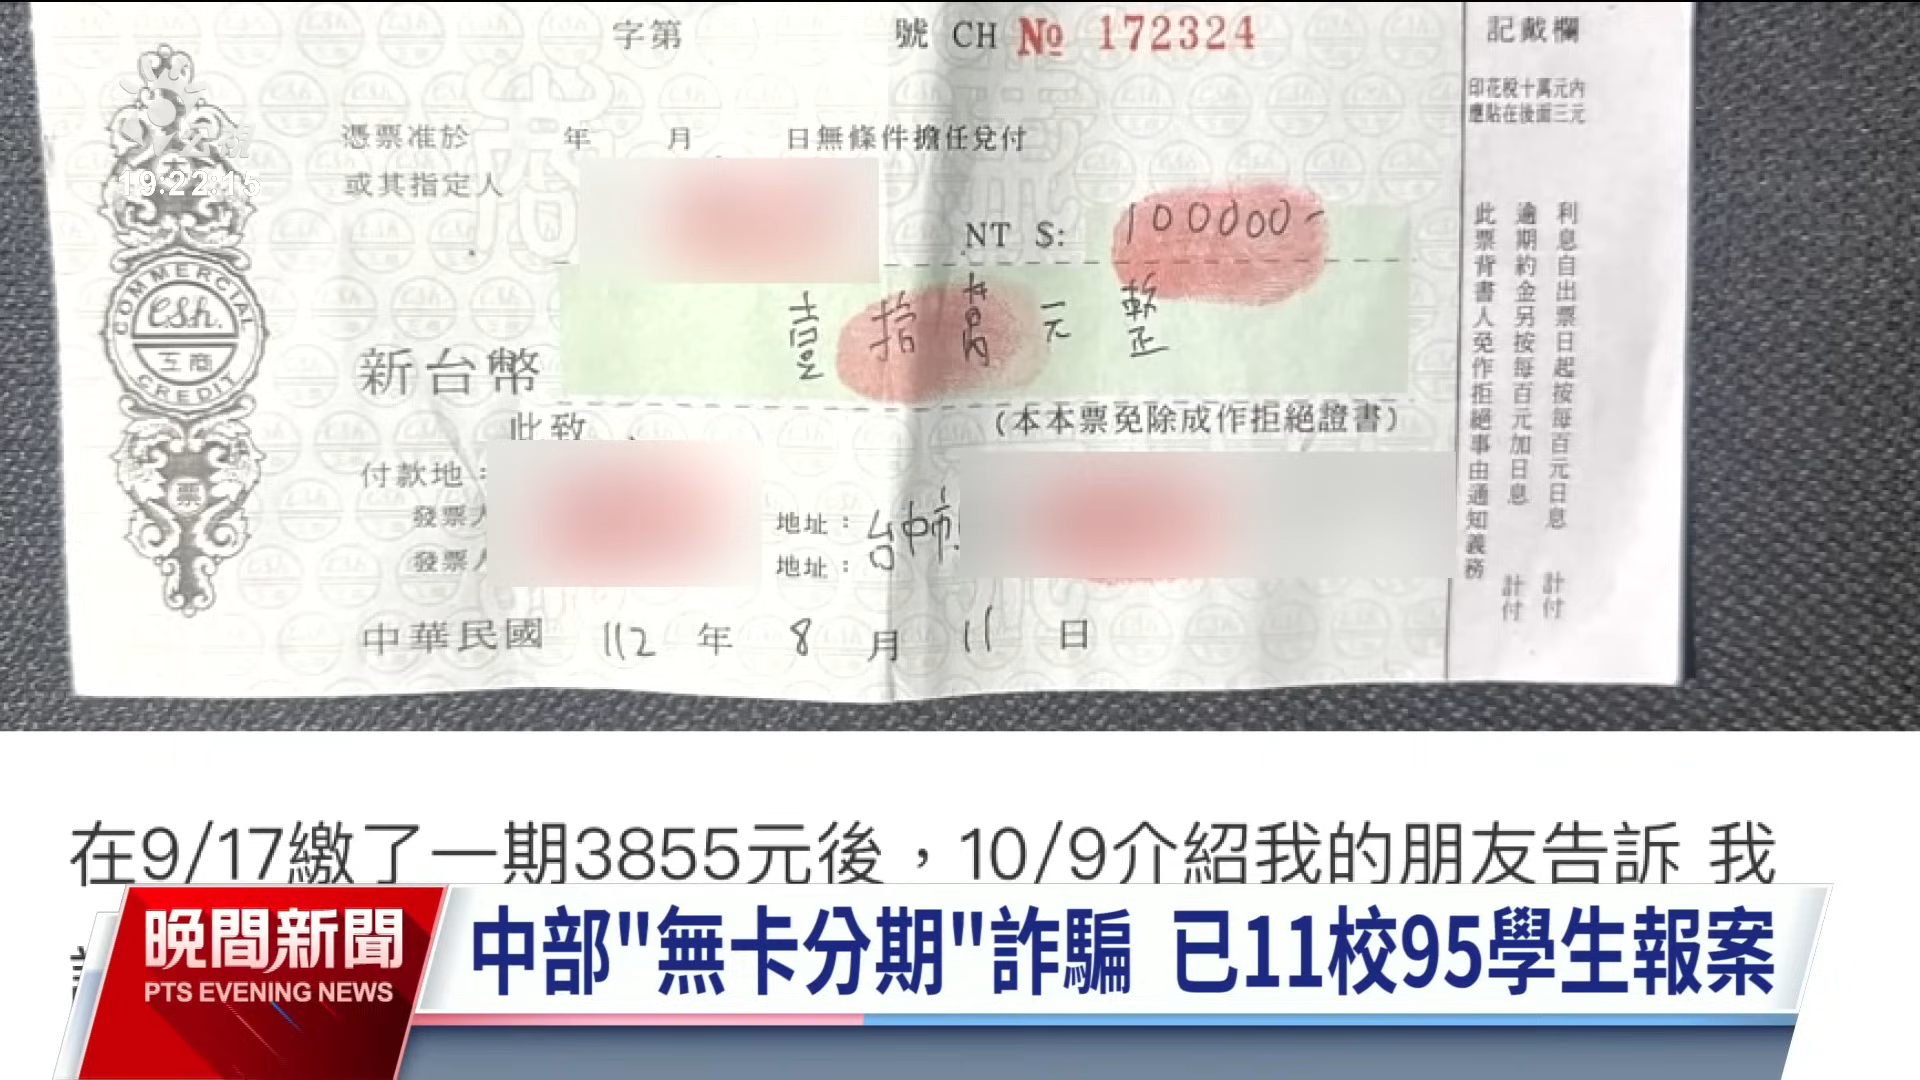 字第 號 CH № 172324
憑票准於 年 月 日無條件擔任兌付
或其指定人
NT S: 100000-
壹拾萬元整
新台幣
此致
(本本票免除成作拒絕證書)
付款地：
發票人 地址：台中市
發票人 地址：
中華民國 112 年 8 月 11 日
記載欄
印花稅十萬元內
應貼在後面三元
利息自出票日起按每百元日息 計付
逾期約金另按每百元加日息 計付
此票背書人免作拒絕事由通知義務
COMMERCIAL
C.S.h.
工商
CREDIT
票
公視
19:22:15
在9/17繳了一期3855元後，10/9介紹我的朋友告訴 我
晚間新聞
PTS EVENING NEWS
中部"無卡分期"詐騙 已11校95學生報案